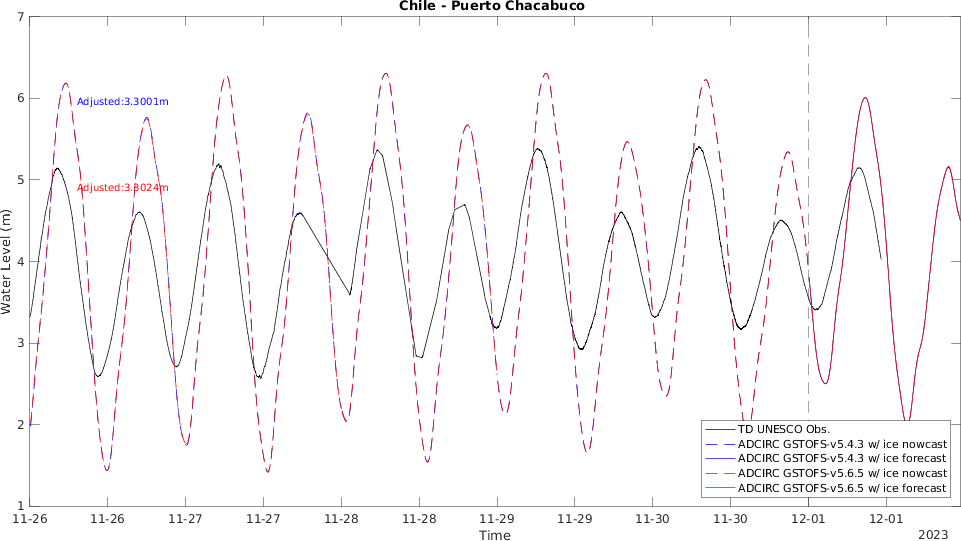 Chile - Puerto Chacabuco
7
6
5
4
3
2
1
Water Level (m)
Adjusted:3.3001m
Adjusted:3.3024m
TD UNESCO Obs.
ADCIRC GSTOFS-v5.4.3 w/ ice nowcast
ADCIRC GSTOFS-v5.4.3 w/ ice forecast
ADCIRC GSTOFS-v5.6.5 w/ ice nowcast
ADCIRC GSTOFS-v5.6.5 w/ ice forecast
11-26 11-26 11-27 11-27 11-28 11-28 11-29 11-29 11-30 11-30 12-01 12-01
Time
2023